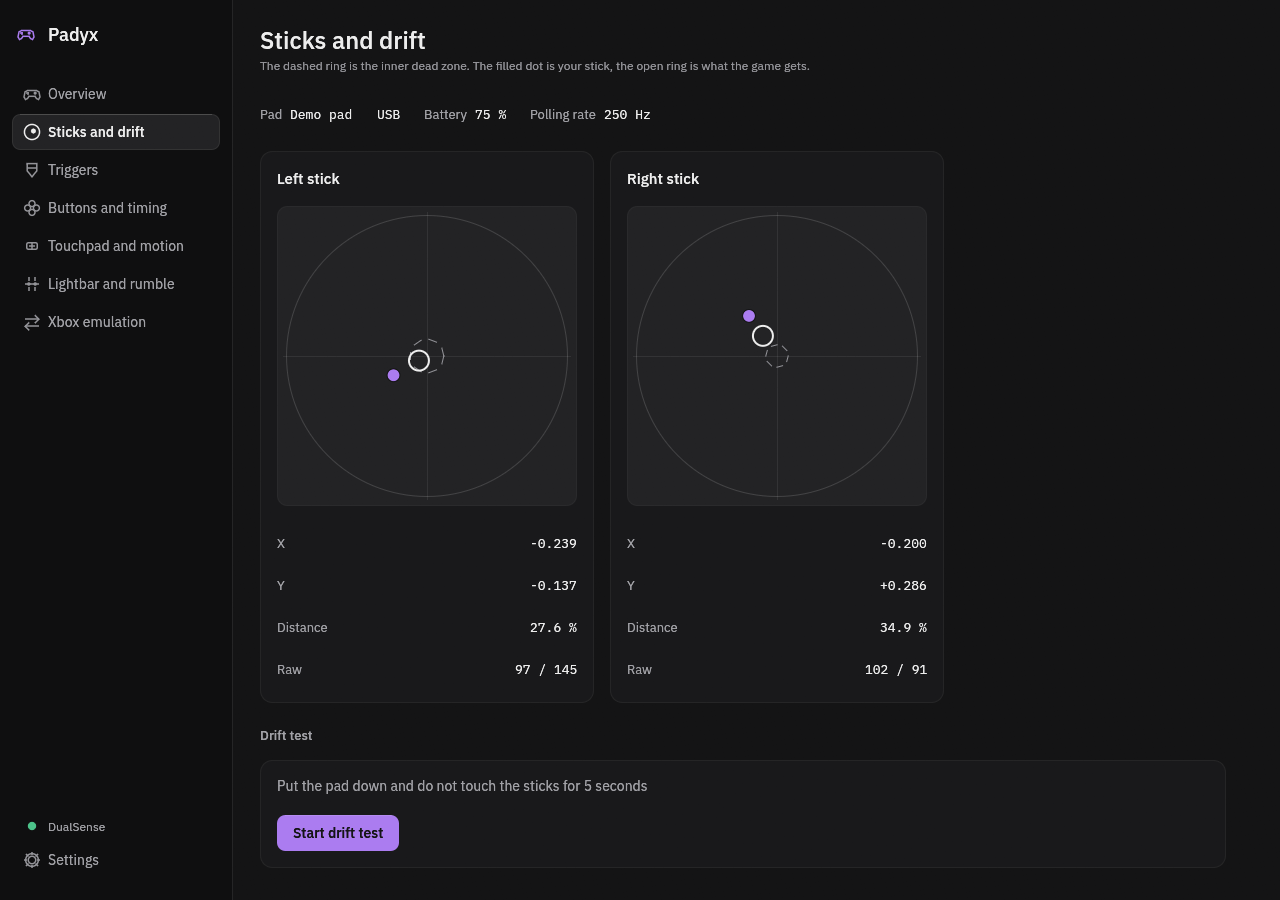 Padyx
Overview
Sticks and drift
Triggers
Buttons and timing
Touchpad and motion
Lightbar and rumble
Xbox emulation
DualSense
Settings
Sticks and drift
The dashed ring is the inner dead zone. The filled dot is your stick, the open ring is what the game gets.
Pad Demo pad USB Battery 75 % Polling rate 250 Hz
Left stick
X -0.239
Y -0.137
Distance 27.6 %
Raw 97 / 145
Right stick
X -0.200
Y +0.286
Distance 34.9 %
Raw 102 / 91
Drift test
Put the pad down and do not touch the sticks for 5 seconds
Start drift test